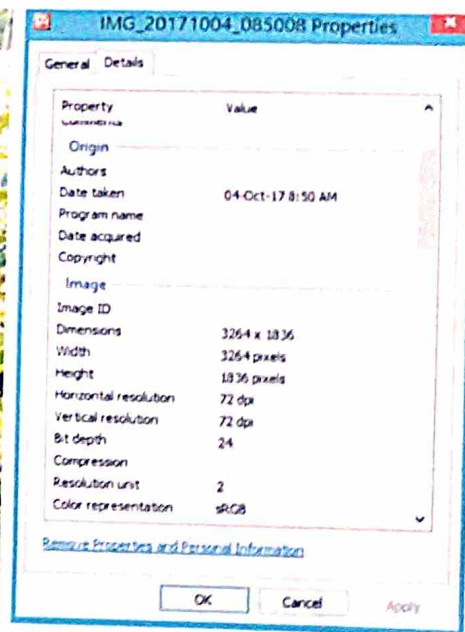 IMG_20171004_085008 Properties
General Details
Property Value
Origin
Authors
Date taken 04-Oct-17 8:50 AM
Program name
Date acquired
Copyright
Image
Image ID
Dimensions 3264 x 1836
Width 3264 pixels
Height 1836 pixels
Horizontal resolution 72 dpi
Vertical resolution 72 dpi
Bit depth 24
Compression
Resolution unit 2
Color representation sRGB
Remove Properties and Personal Information
OK Cancel Apply